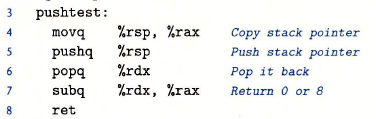 3 pushtest:
4 movq %rsp, %rax Copy stack pointer
5 pushq %rsp Push stack pointer
6 popq %rdx Pop it back
7 subq %rdx, %rax Return 0 or 8
8 ret